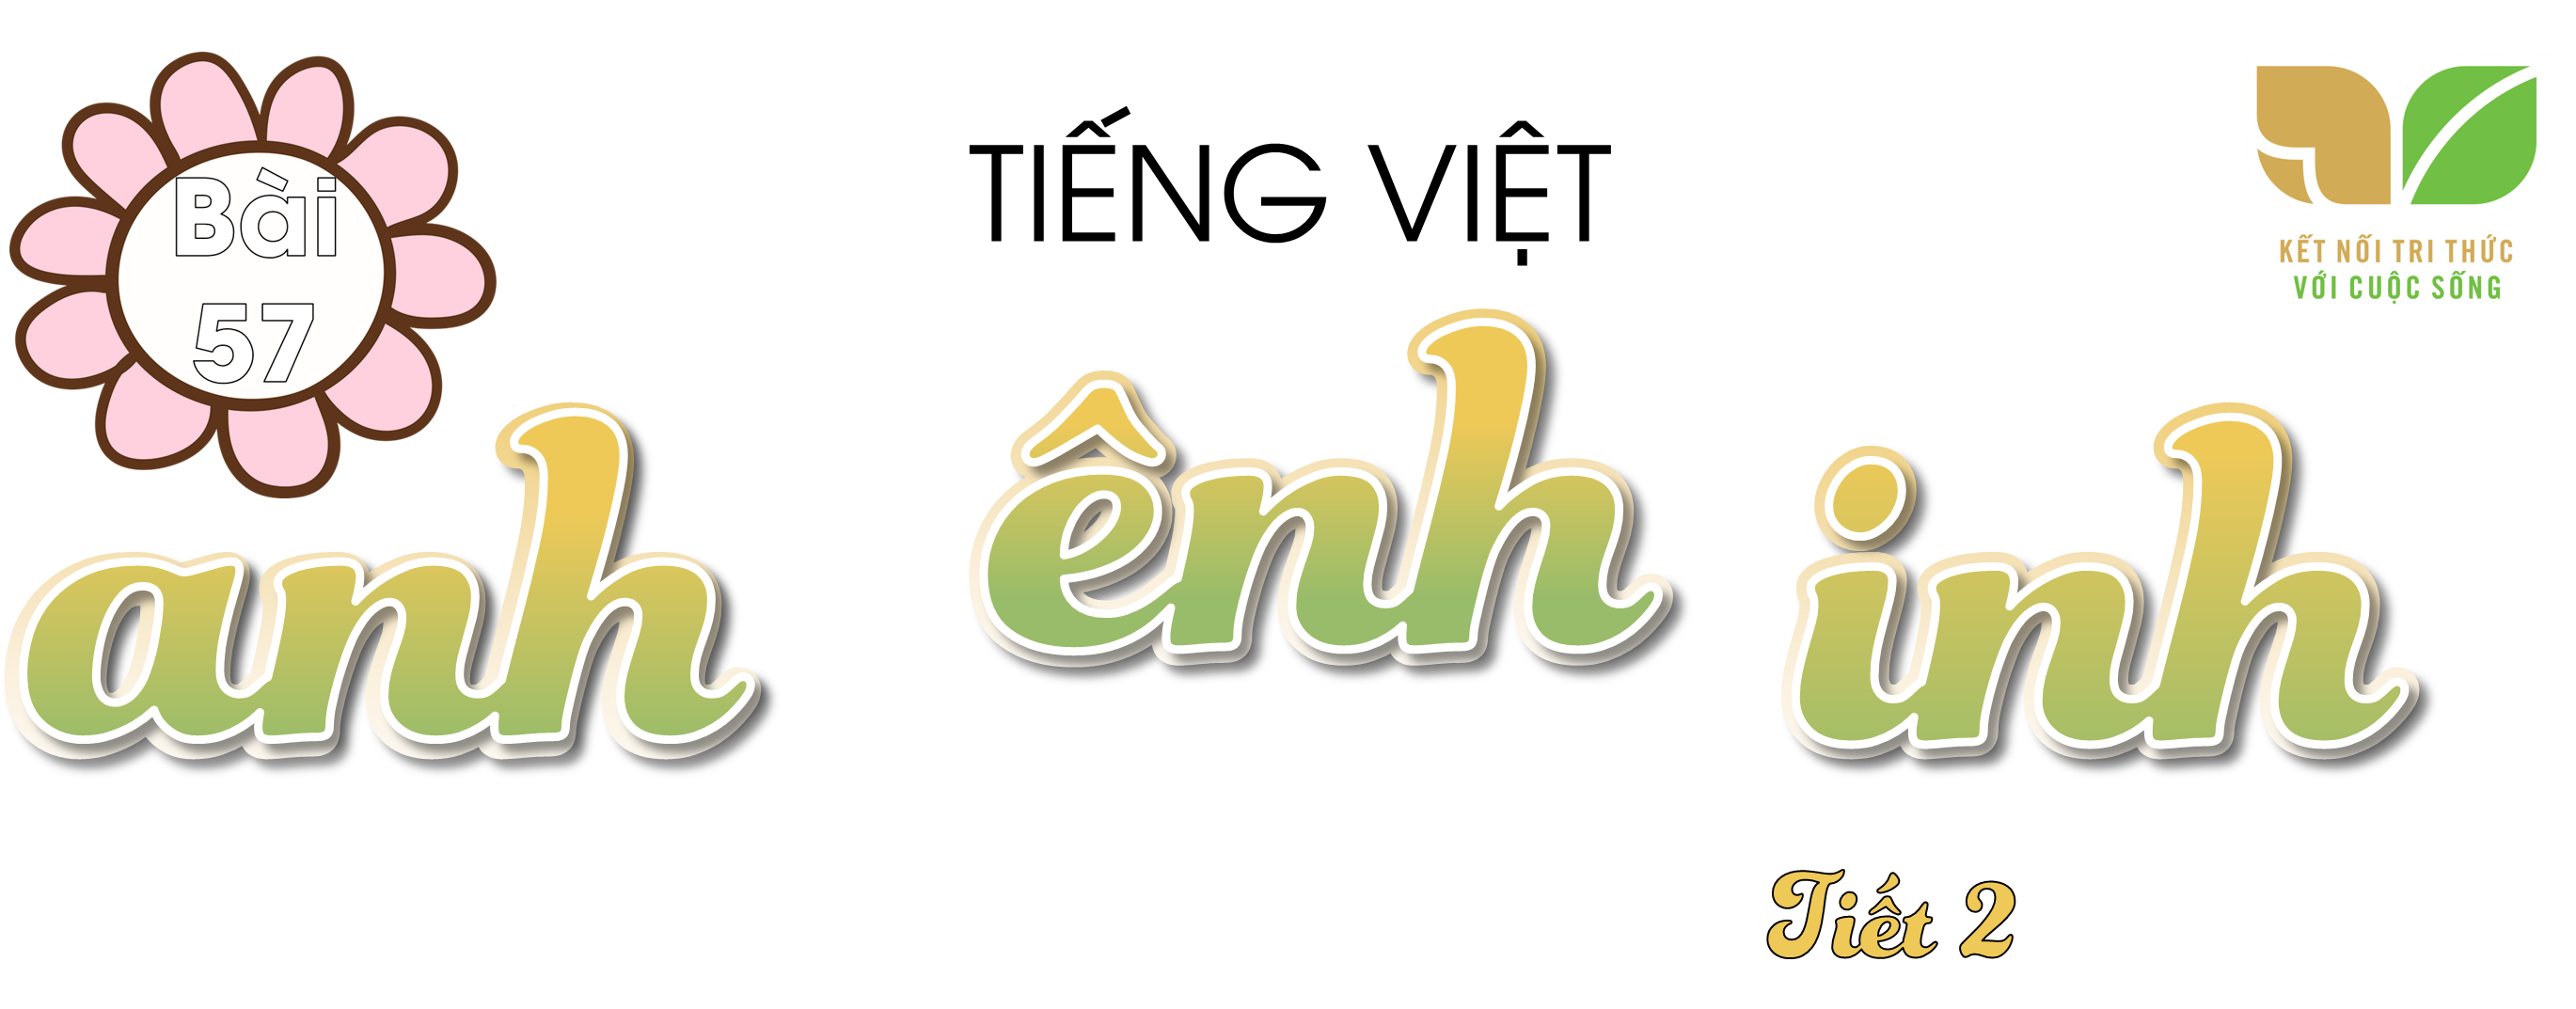 Bài
57
TIẾNG VIỆT
KẾT NỐI TRI THỨC
VỚI CUỘC SỐNG
anh
ênh
inh
Tiết 2